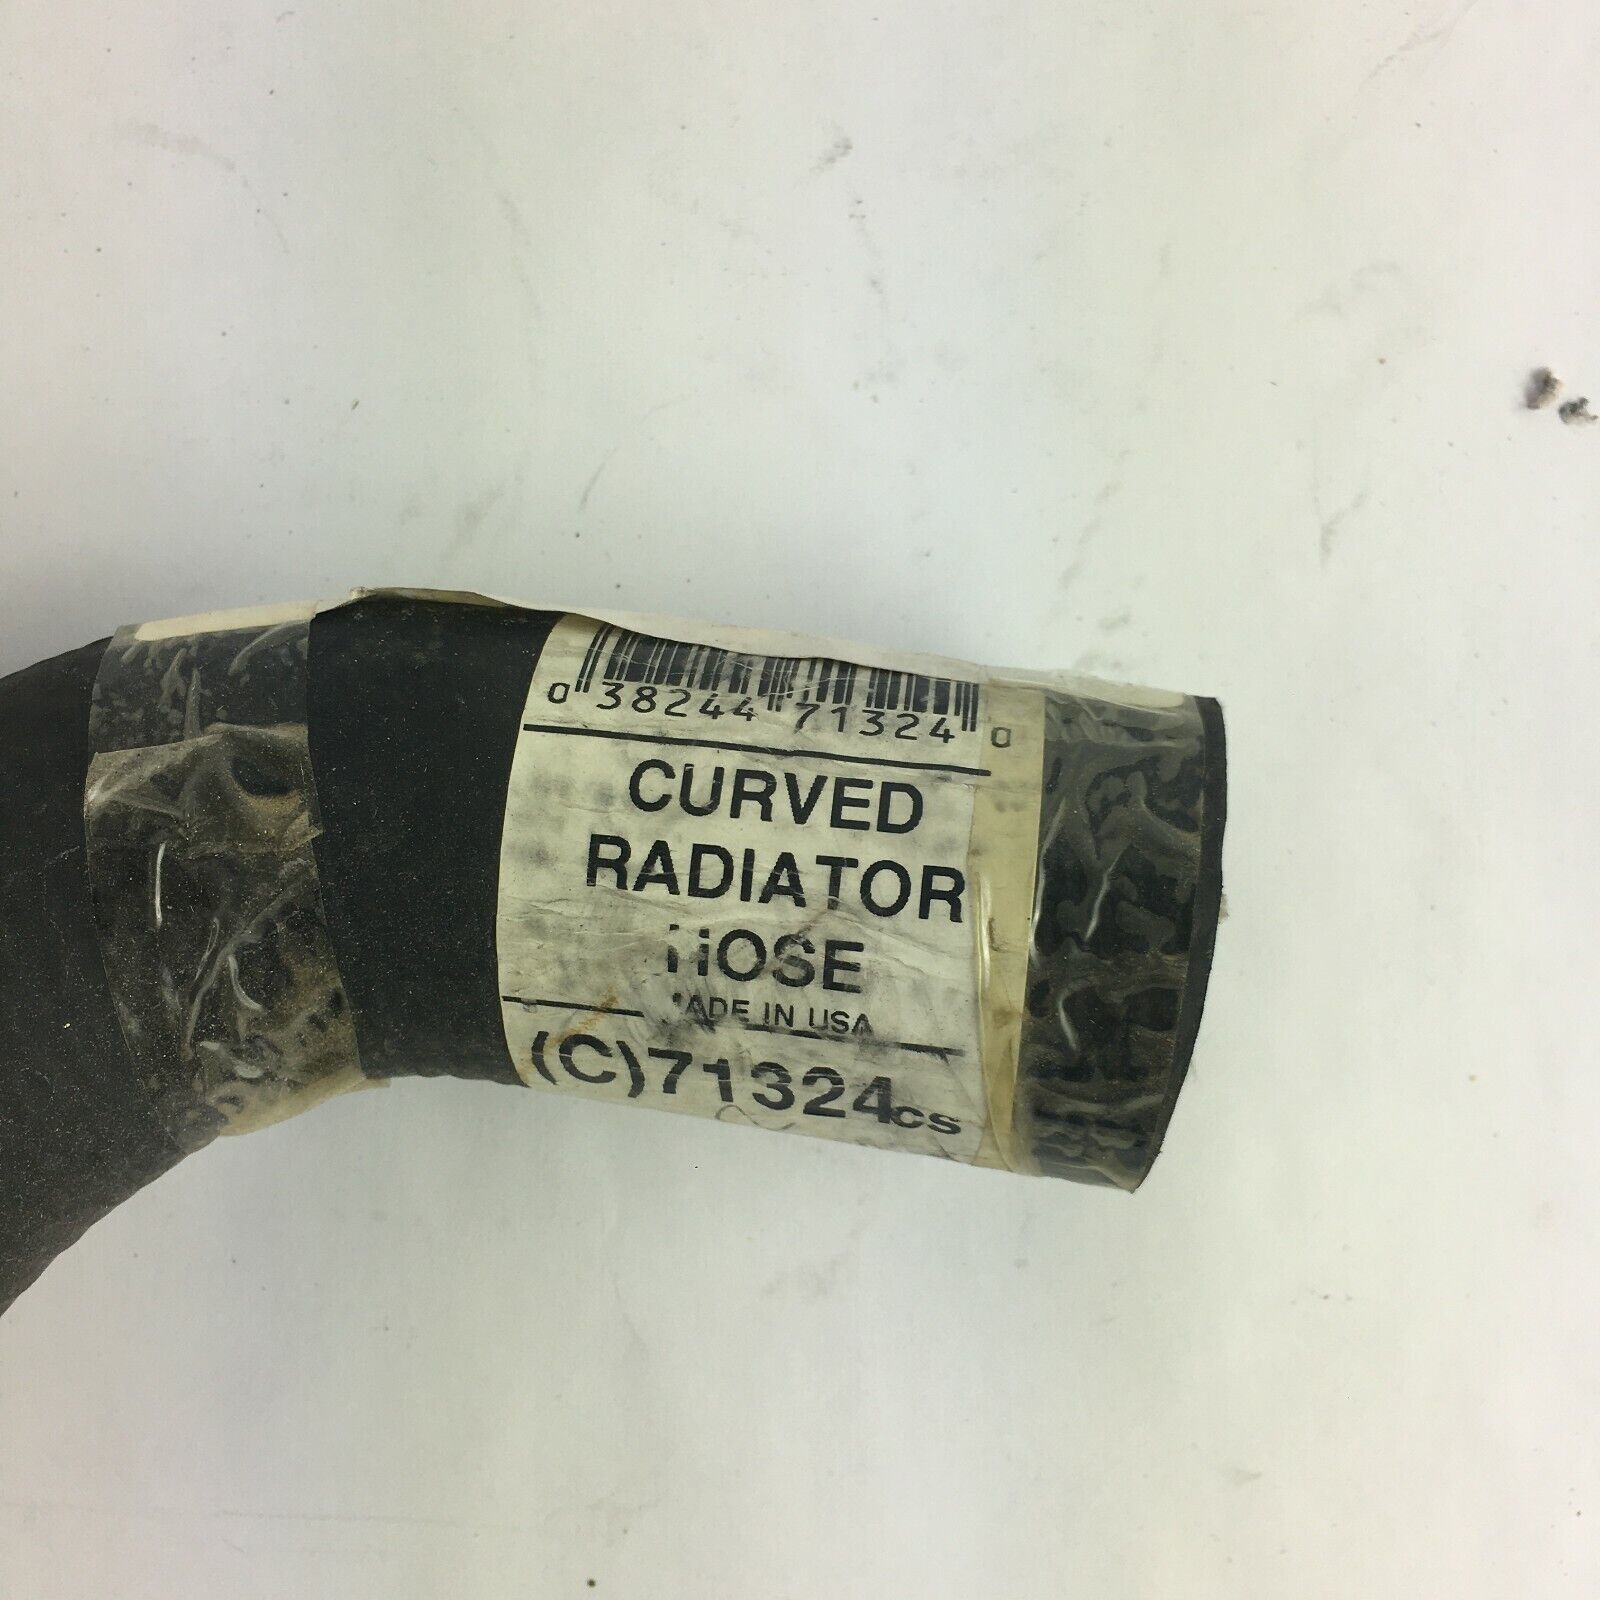 0 38244 71324 0
CURVED
RADIATOR
HOSE
MADE IN USA
(C)71324cs